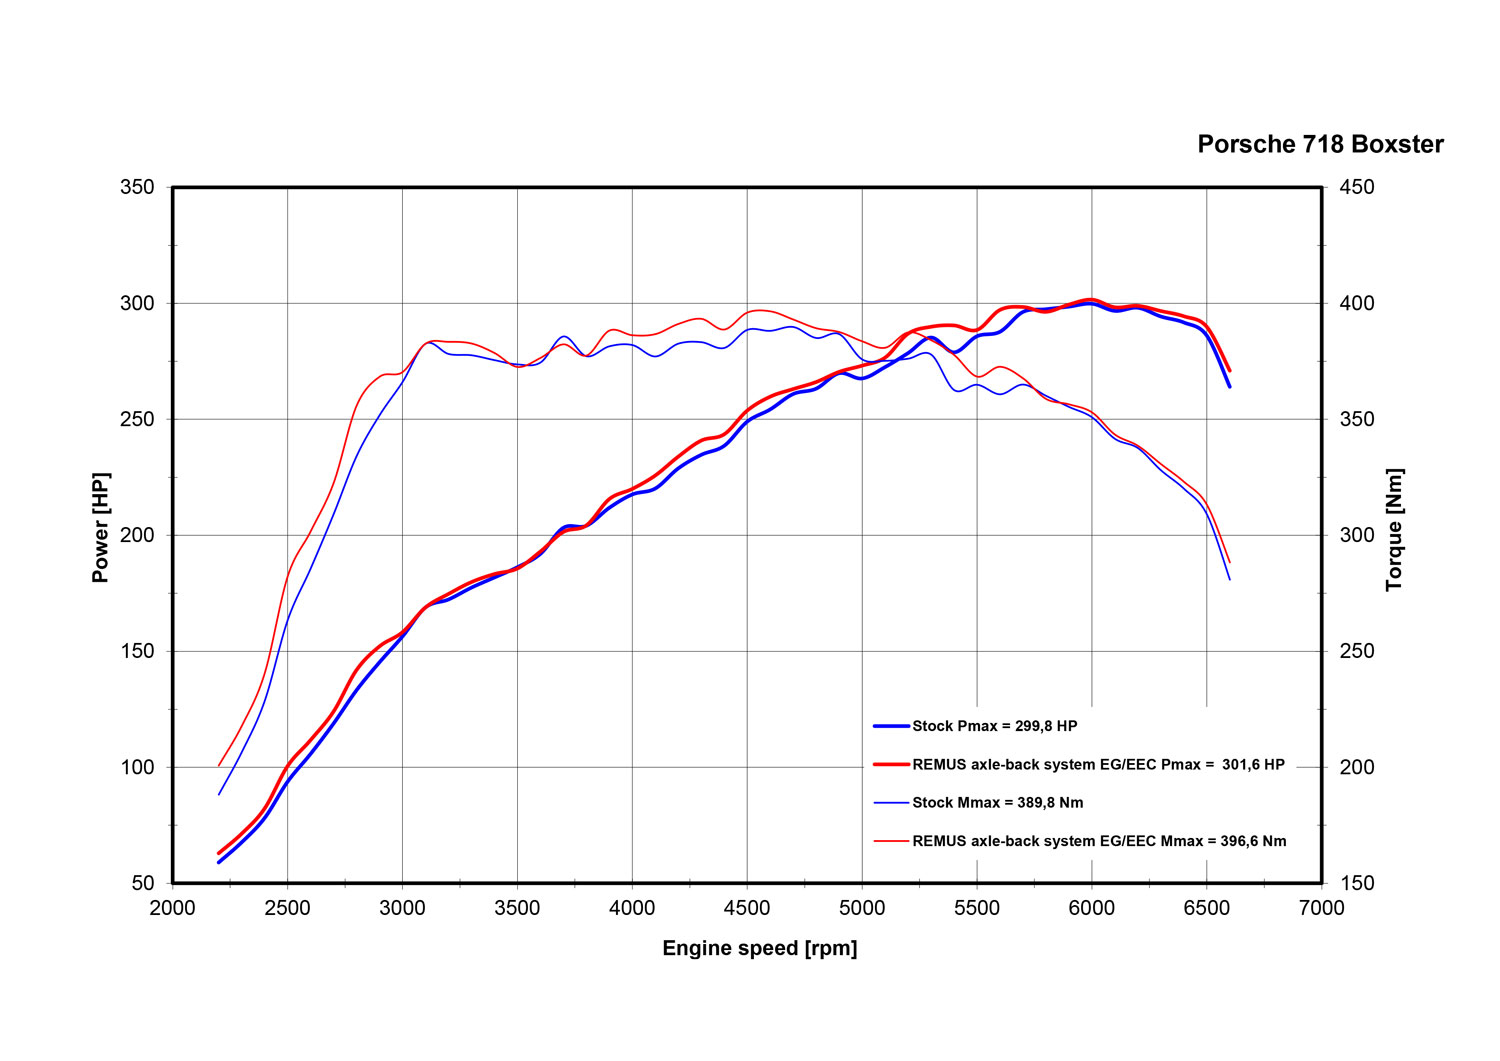 Porsche 718 Boxster
350
300
250
200
150
100
50
450
400
350
300
250
200
150
Power [HP]
Torque [Nm]
Stock Pmax = 299,8 HP
REMUS axle-back system EG/EEC Pmax =  301,6 HP
Stock Mmax = 389,8 Nm
REMUS axle-back system EG/EEC Mmax = 396,6 Nm
2000 2500 3000 3500 4000 4500 5000 5500 6000 6500 7000
Engine speed [rpm]